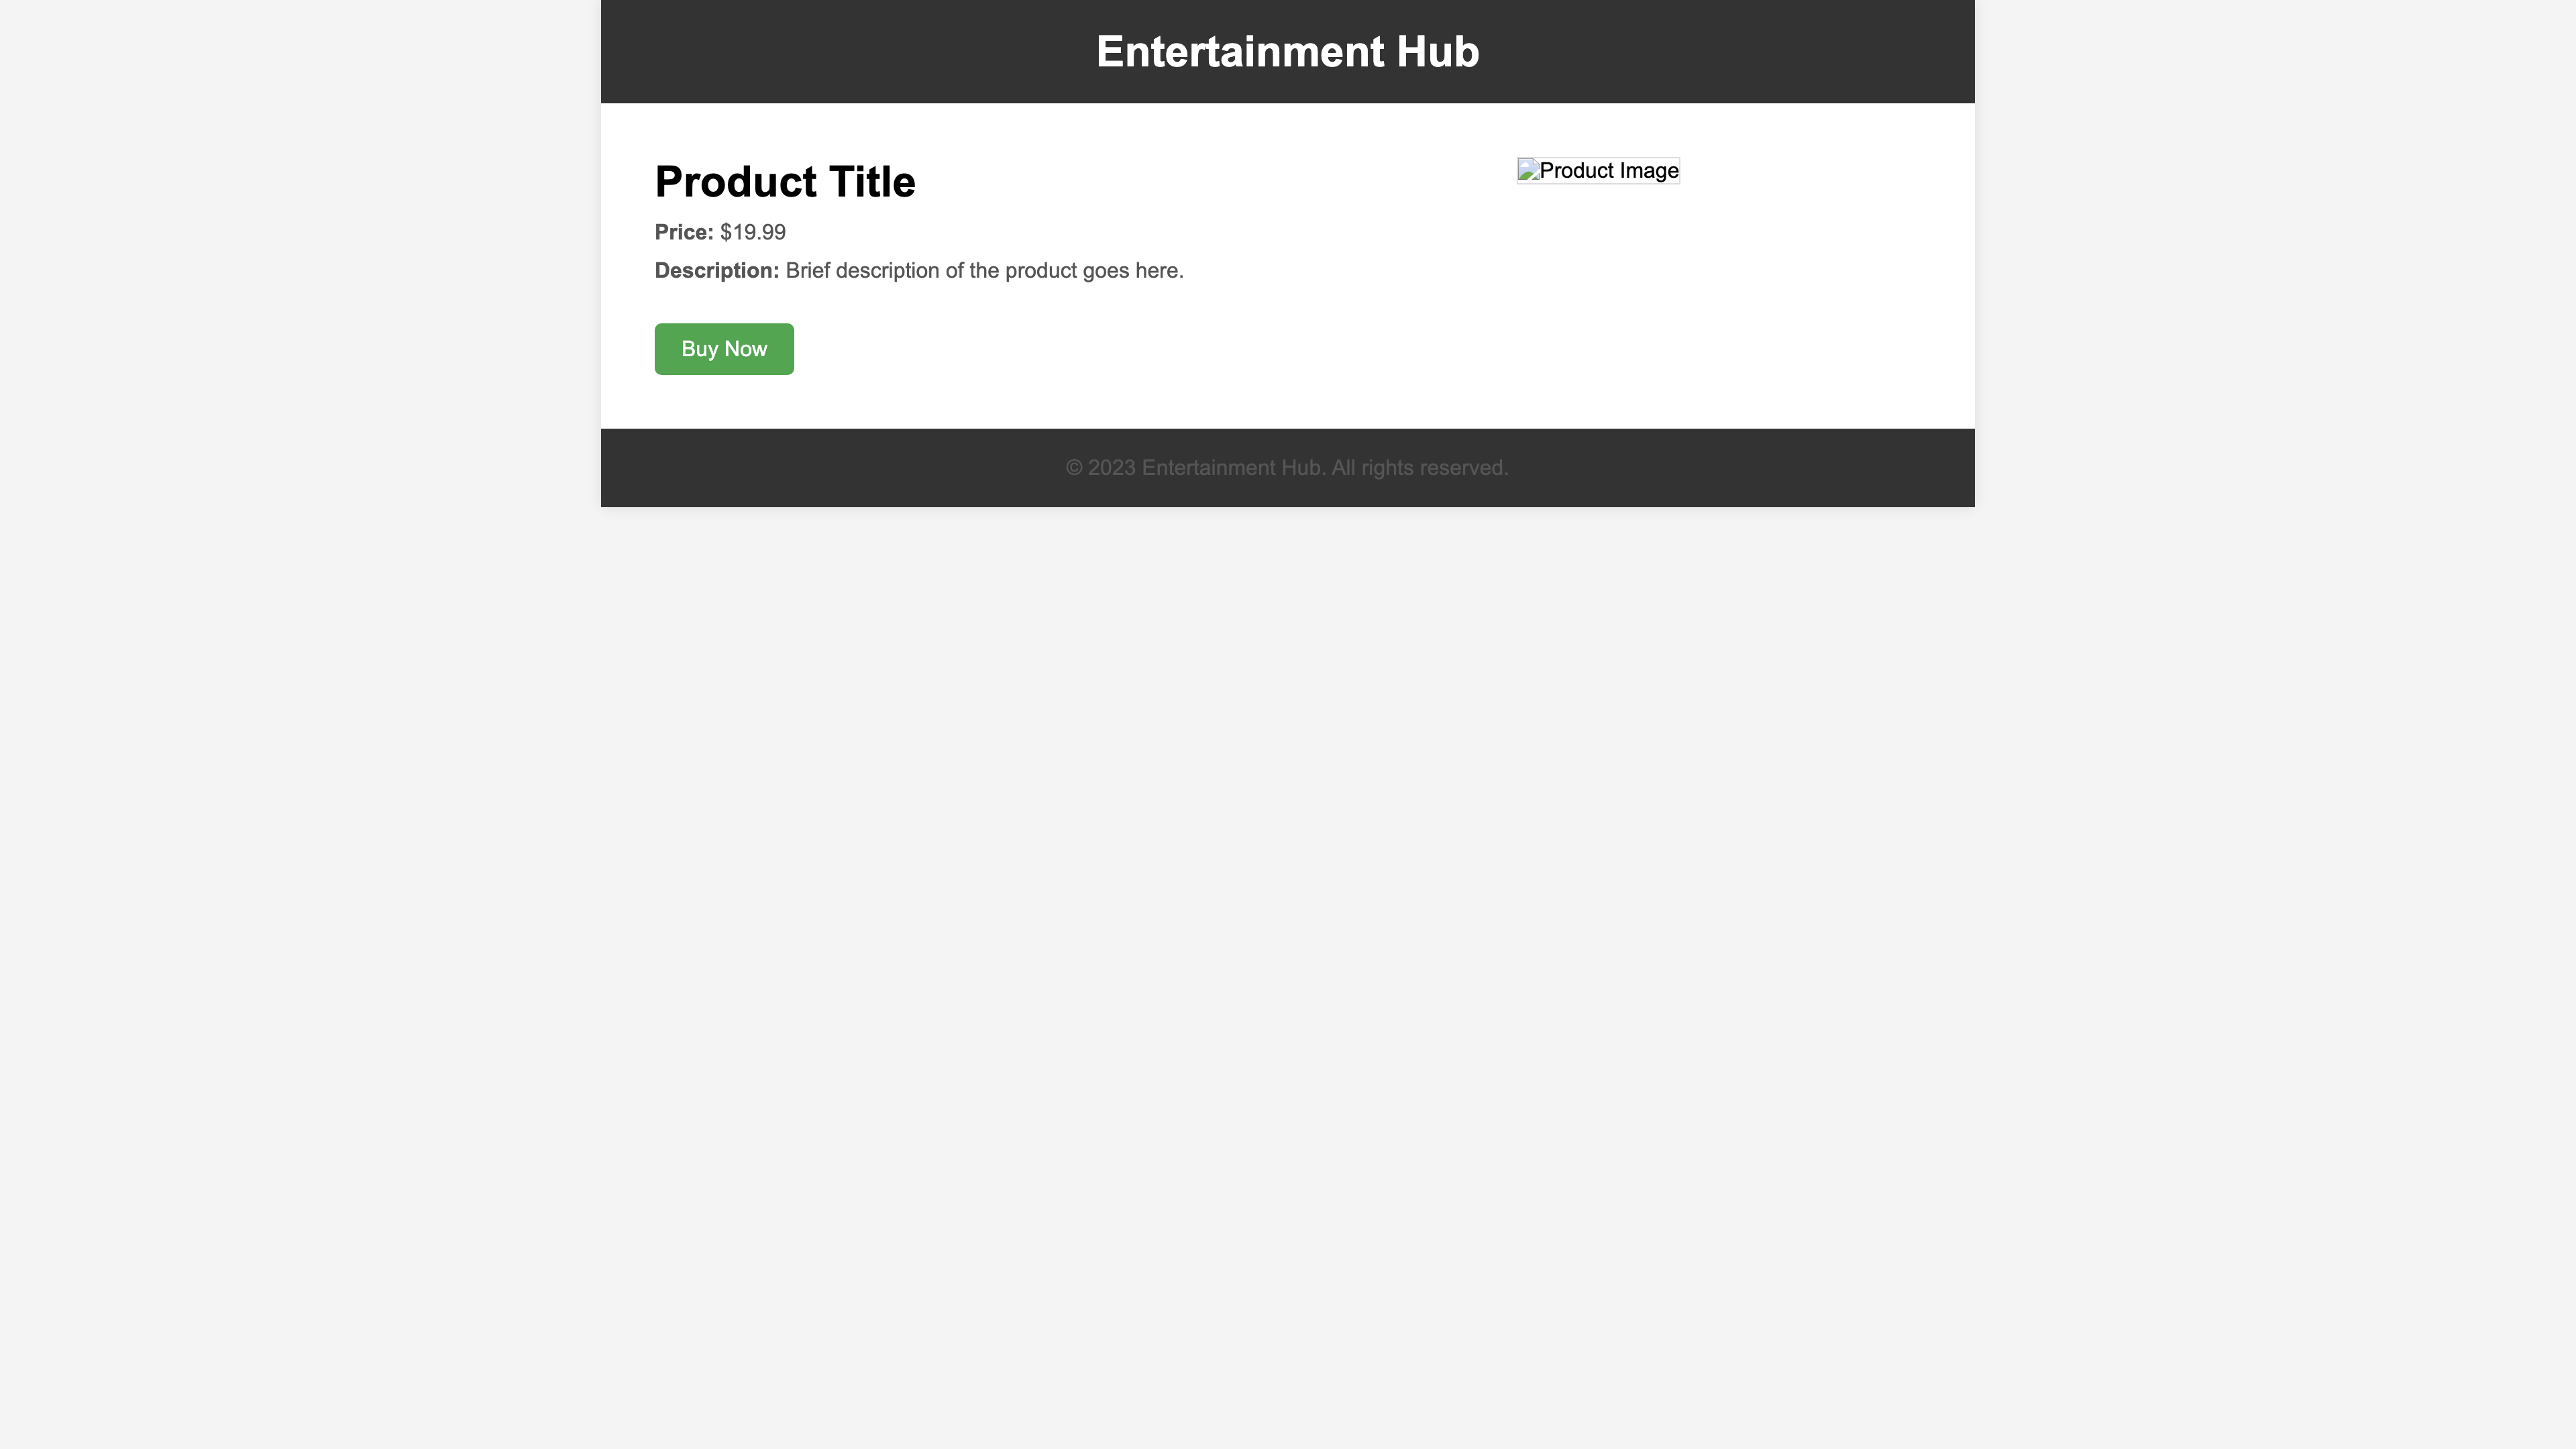 Entertainment Hub
Product Title
Price: $19.99
Description: Brief description of the product goes here.
Buy Now
Product Image
© 2023 Entertainment Hub. All rights reserved.